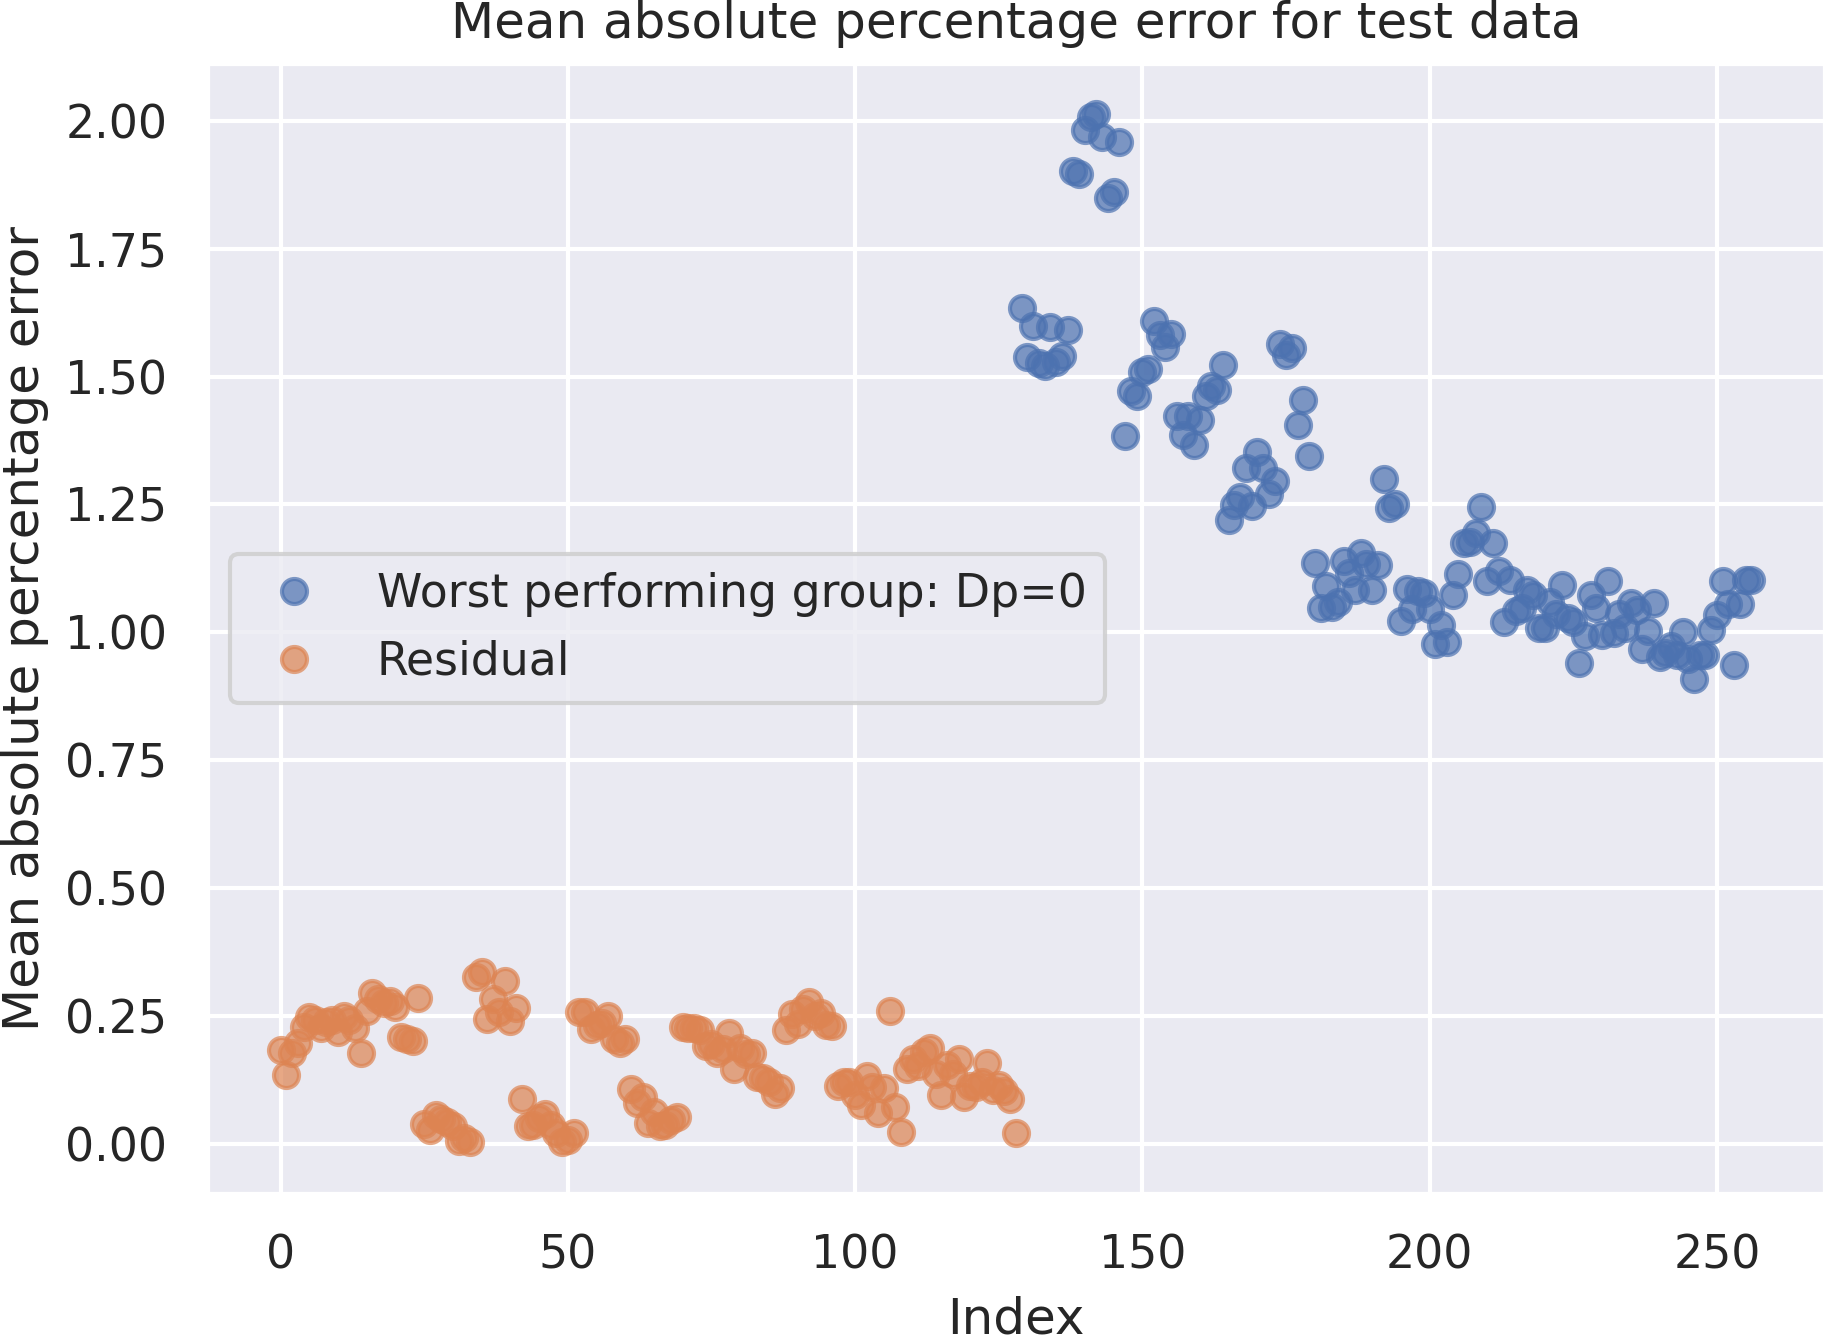 Mean absolute percentage error for test data
Mean absolute percentage error
2.00
1.75
1.50
1.25
1.00
0.75
0.50
0.25
0.00
Worst performing group: Dp=0
Residual
0 50 100 150 200 250
Index